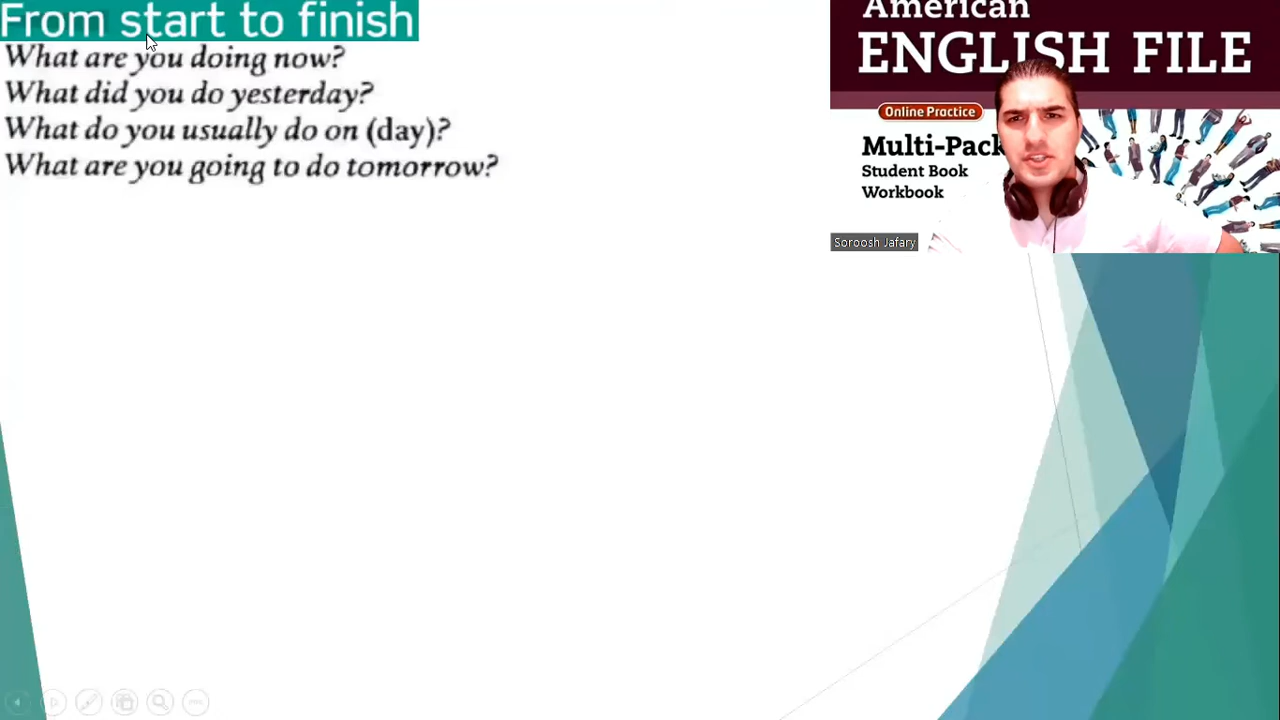 From start to finish
What are you doing now?
What did you do yesterday?
What do you usually do on (day)?
What are you going to do tomorrow?
American
ENGLISH FILE
Online Practice
Multi-Pack
Student Book
Workbook
Soroosh Jafary